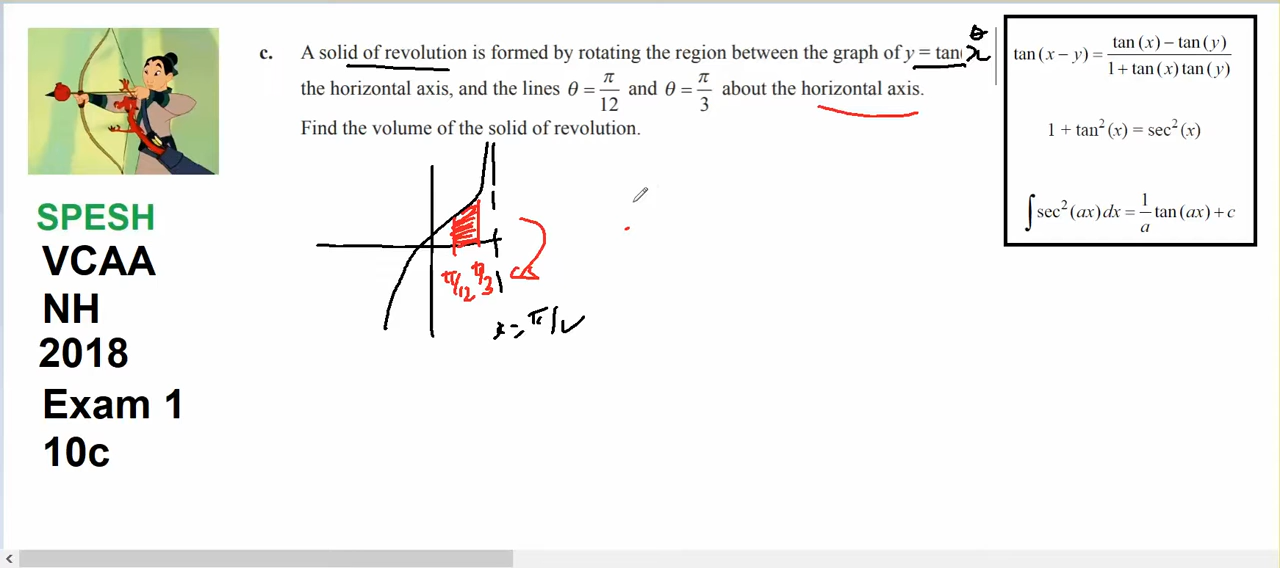 c. A solid of revolution is formed by rotating the region between the graph of y = tan( θ x
the horizontal axis, and the lines θ = π/12 and θ = π/3 about the horizontal axis.
Find the volume of the solid of revolution.
π/12 π/3
x = π/2
SPESH
VCAA
NH
2018
Exam 1
10c
tan (x − y) = (tan (x) − tan (y))/(1 + tan (x) tan (y))
1 + tan²(x) = sec²(x)
∫ sec²(ax) dx = 1/a tan (ax) + c